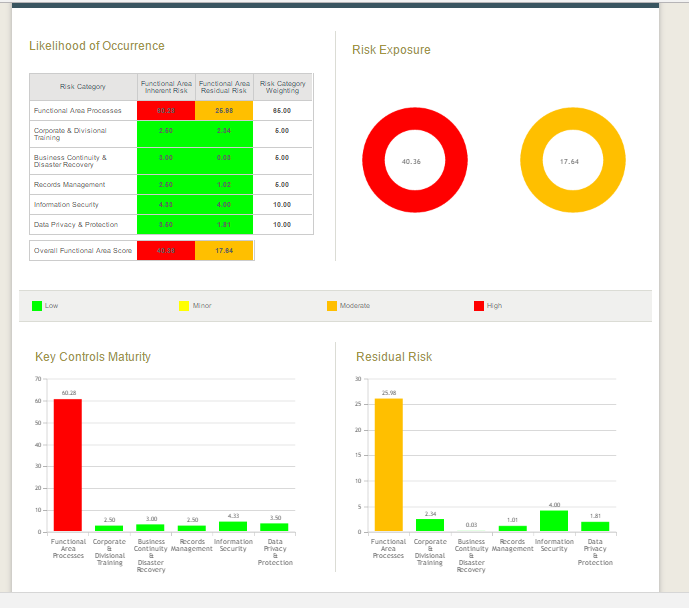 Likelihood of Occurrence
Risk Category
Functional Area
Inherent Risk
Functional Area
Residual Risk
Risk Category
Weighting
Functional Area Processes
60.28
25.98
65.00
Corporate & Divisional
Training
2.50
2.34
5.00
Business Continuity &
Disaster Recovery
3.00
0.03
5.00
Records Management
2.50
1.02
5.00
Information Security
4.33
4.00
10.00
Data Privacy & Protection
3.50
1.81
10.00
Overall Functional Area Score
17.64
Risk Exposure
40.36
17.64
Low
Minor
Moderate
High
Key Controls Maturity
70
60
50
40
30
20
10
0
60.28
2.50
3.00
2.50
4.33
3.50
Functional
Area
Processes
Corporate
&
Divisional
Training
Business
Continuity
&
Disaster
Recovery
Records
Management
Information
Security
Data
Privacy
&
Protection
Residual Risk
30
25
20
15
10
5
0
25.98
2.34
0.03
1.01
4.00
1.81
Functional
Area
Processes
Corporate
&
Divisional
Training
Business
Continuity
&
Disaster
Recovery
Records
Management
Information
Security
Data
Privacy
&
Protection